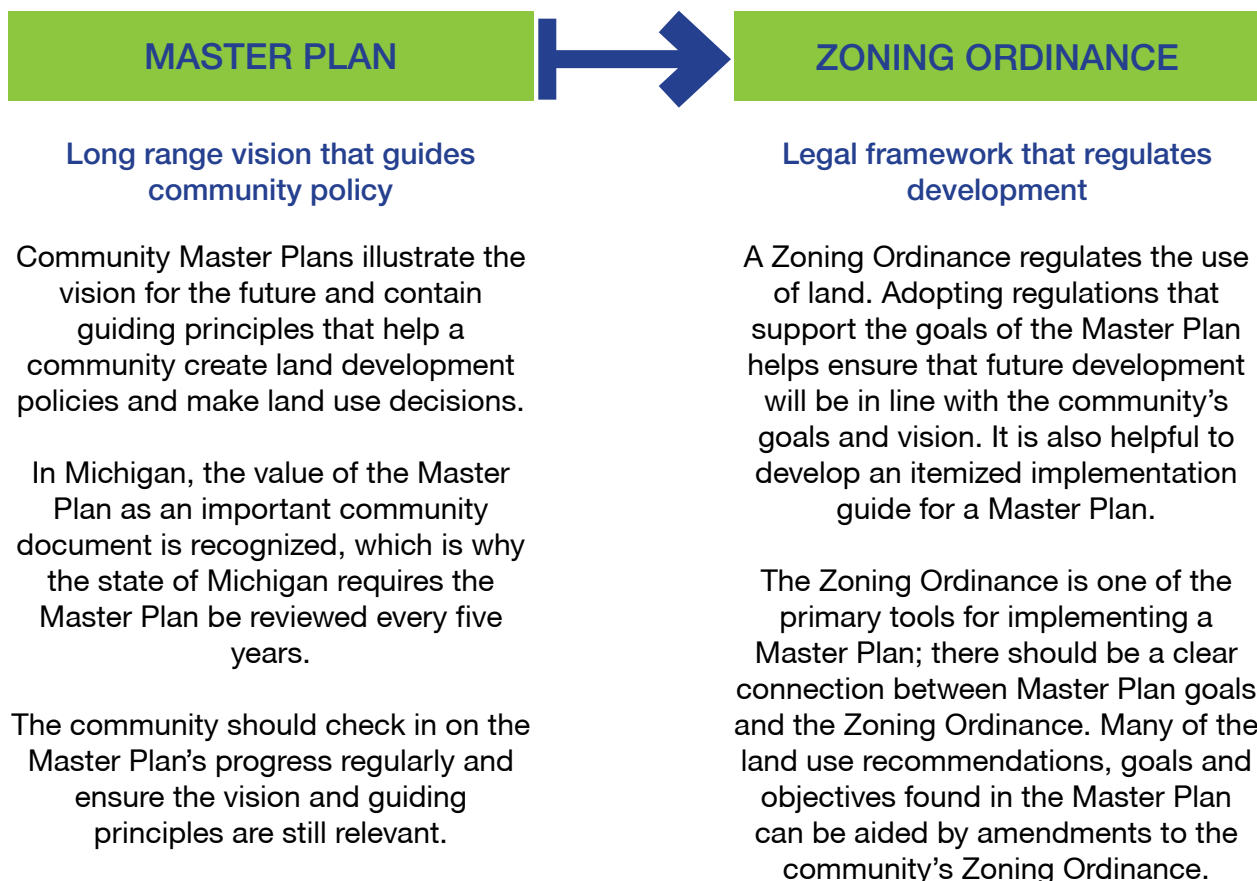 MASTER PLAN
Long range vision that guides
community policy
Community Master Plans illustrate the
vision for the future and contain
guiding principles that help a
community create land development
policies and make land use decisions.
In Michigan, the value of the Master
Plan as an important community
document is recognized, which is why
the state of Michigan requires the
Master Plan be reviewed every five
years.
The community should check in on the
Master Plan’s progress regularly and
ensure the vision and guiding
principles are still relevant.
ZONING ORDINANCE
Legal framework that regulates
development
A Zoning Ordinance regulates the use
of land. Adopting regulations that
support the goals of the Master Plan
helps ensure that future development
will be in line with the community’s
goals and vision. It is also helpful to
develop an itemized implementation
guide for a Master Plan.
The Zoning Ordinance is one of the
primary tools for implementing a
Master Plan; there should be a clear
connection between Master Plan goals
and the Zoning Ordinance. Many of the
land use recommendations, goals and
objectives found in the Master Plan
can be aided by amendments to the
community’s Zoning Ordinance.